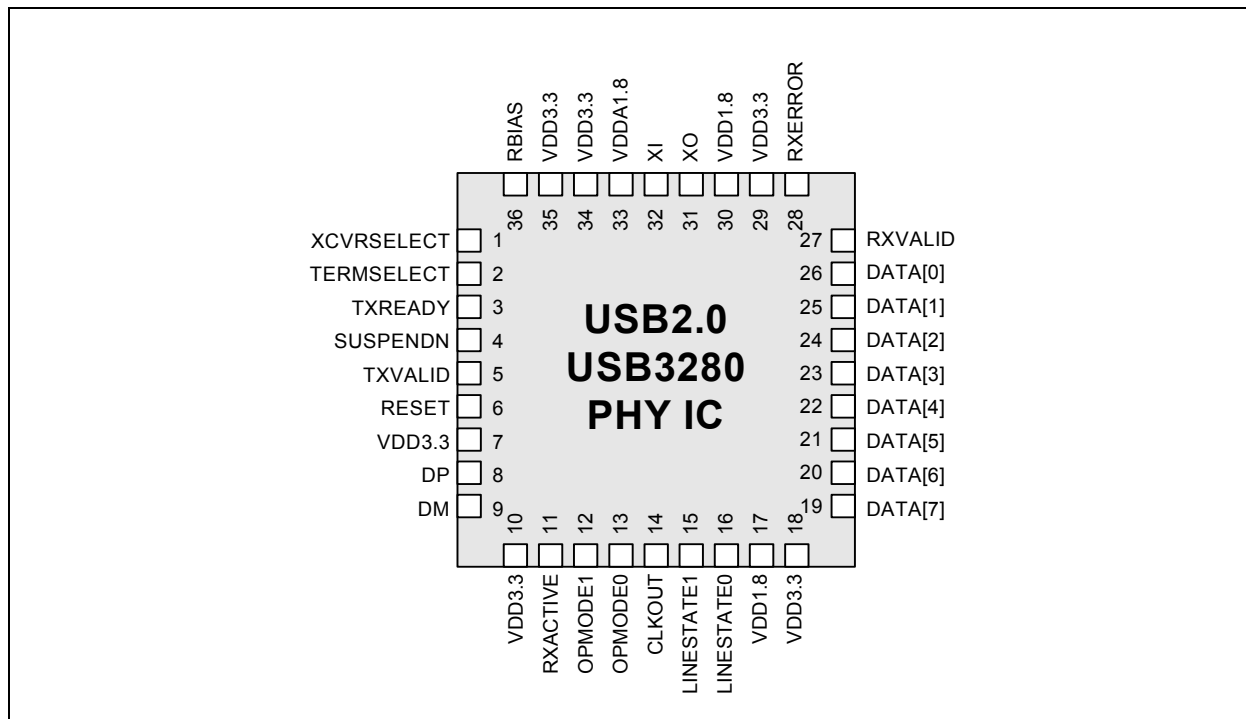 RBIAS
VDD3.3
VDD3.3
VDDA1.8
XI
XO
VDD1.8
VDD3.3
RXERROR
36
35
34
33
32
31
30
29
28
XCVRSELECT 1
TERMSELECT 2
TXREADY 3
SUSPENDN 4
TXVALID 5
RESET 6
VDD3.3 7
DP 8
DM 9
USB2.0
USB3280
PHY IC
27 RXVALID
26 DATA[0]
25 DATA[1]
24 DATA[2]
23 DATA[3]
22 DATA[4]
21 DATA[5]
20 DATA[6]
19 DATA[7]
10
11
12
13
14
15
16
17
18
VDD3.3
RXACTIVE
OPMODE1
OPMODE0
CLKOUT
LINESTATE1
LINESTATE0
VDD1.8
VDD3.3